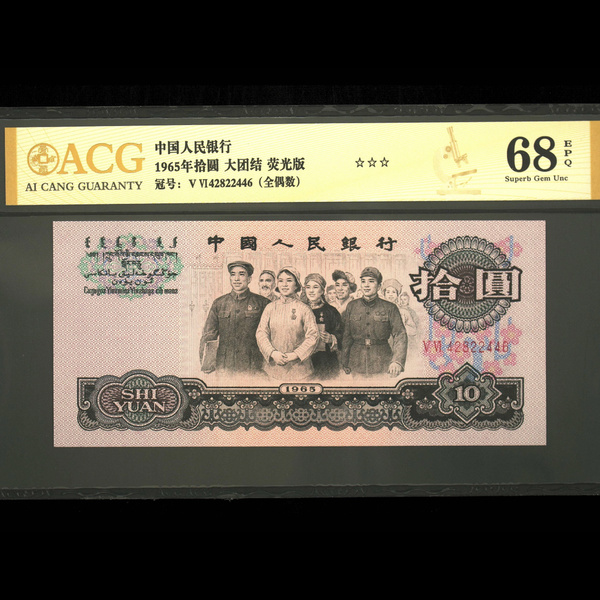 ACG
AI CANG GUARANTY
中国人民银行
1965年拾圆 大团结 荧光版
☆☆☆
冠号：V VI 42822446（全偶数）
68
EPQ
Superb Gem Unc
中國人民銀行
拾圓
V VI 42822446
1965
SHI
YUAN
10